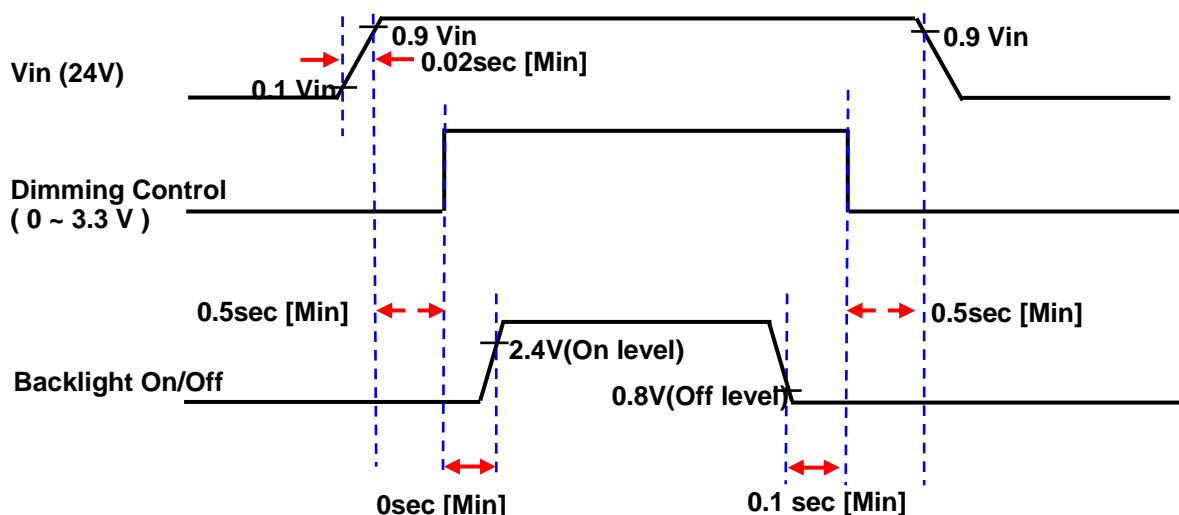 0.9 Vin
0.9 Vin
Vin (24V)
0.02sec [Min]
0.1 Vin
Dimming Control
( 0 ~ 3.3 V )
0.5sec [Min]
0.5sec [Min]
2.4V(On level)
Backlight On/Off
0.8V(Off level)
0sec [Min]
0.1 sec [Min]